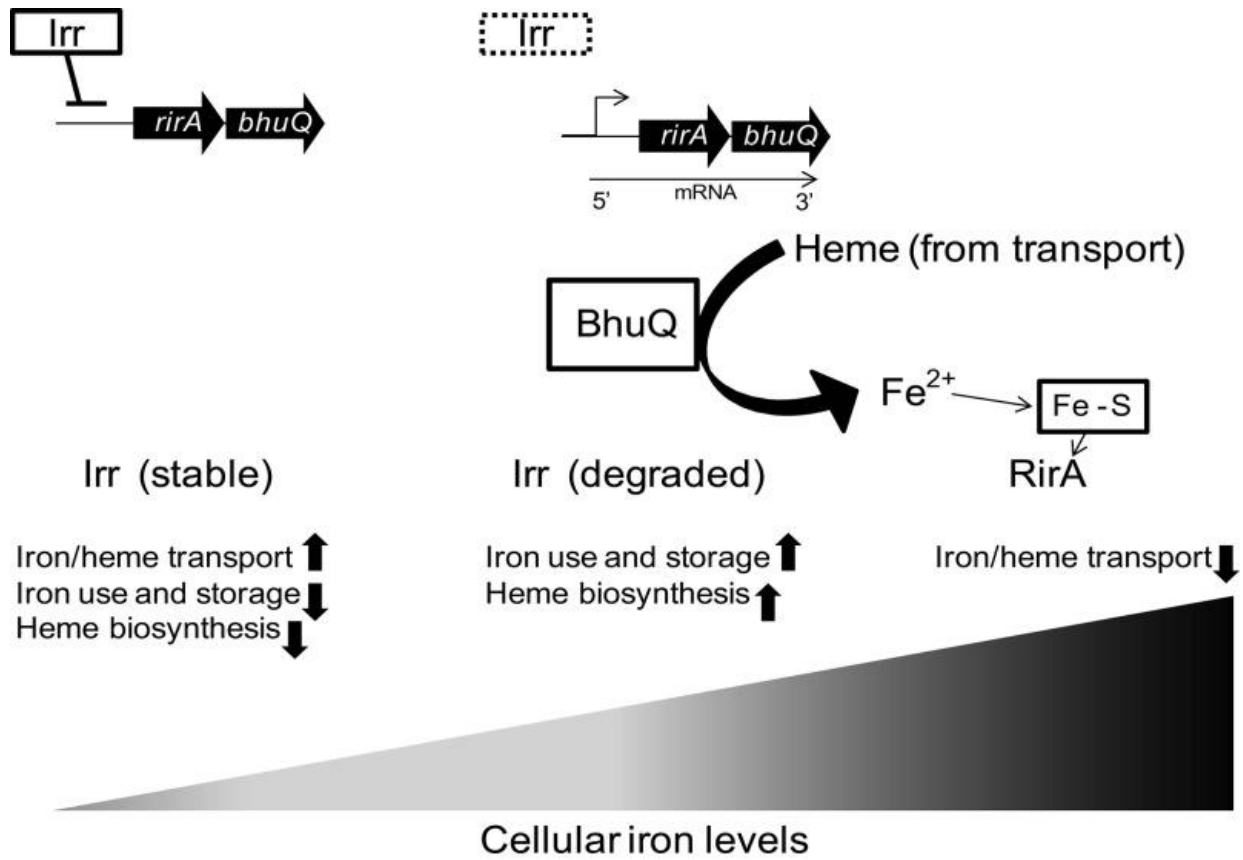 Irr
rirA bhuQ
Irr
rirA bhuQ
5’ mRNA 3’
Heme (from transport)
BhuQ
Fe2+
Fe - S
Irr (stable)
Irr (degraded)
RirA
Iron/heme transport
Iron use and storage
Heme biosynthesis
Iron use and storage
Heme biosynthesis
Iron/heme transport
Cellular iron levels